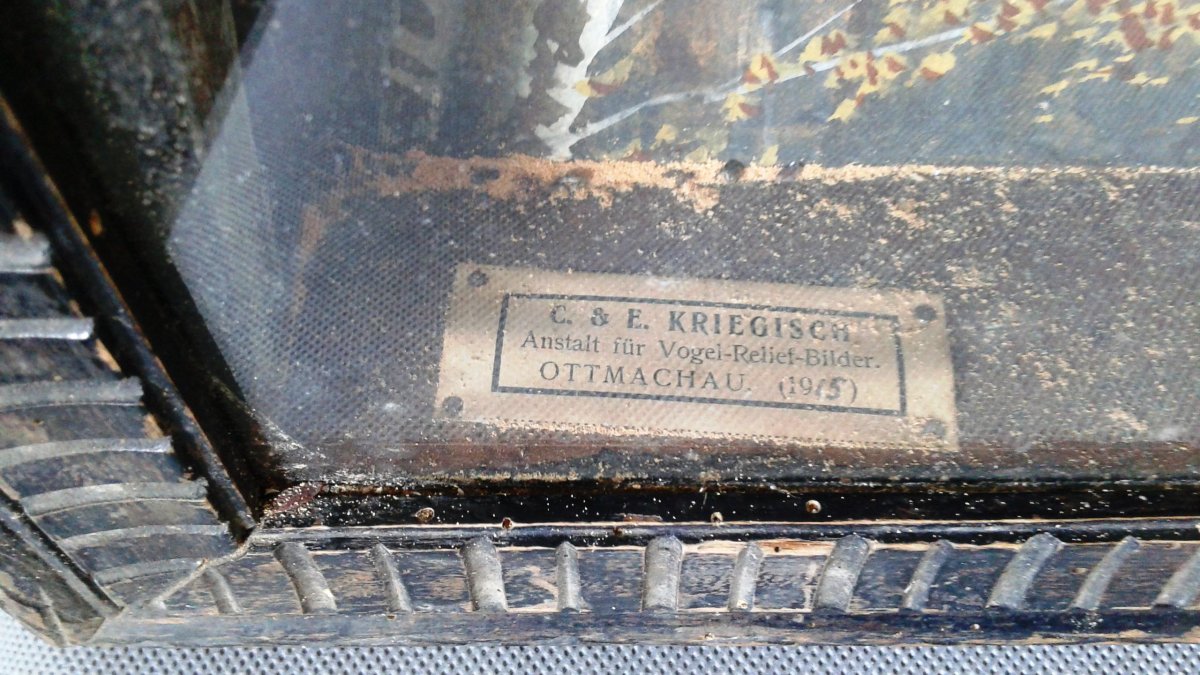 C. & E. KRIEGISCH
Anstalt für Vogel-Relief-Bilder.
OTTMACHAU. (1915)